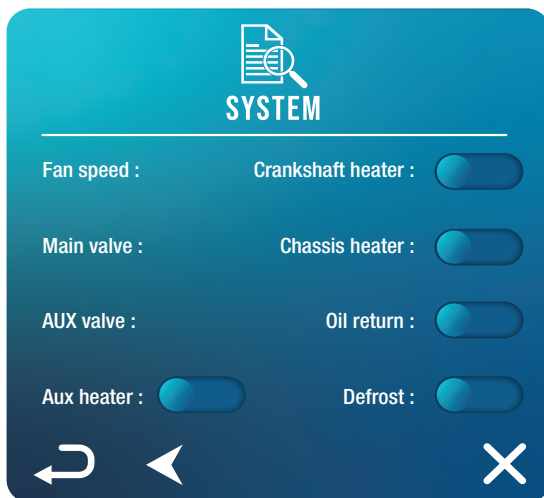 SYSTEM
Fan speed : Crankshaft heater :
Main valve : Chassis heater :
AUX valve : Oil return :
Aux heater : Defrost :